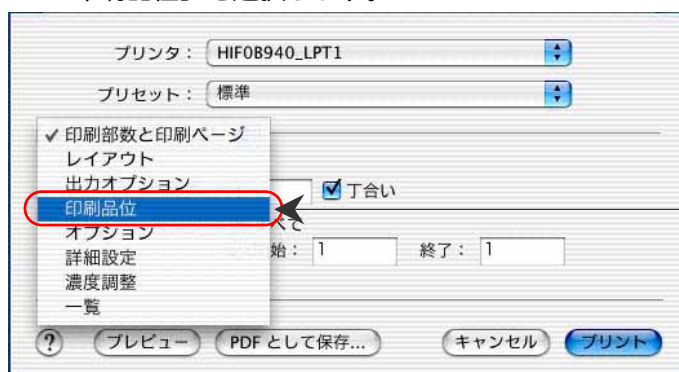 プリンタ： HIF0B940_LPT1
プリセット： 標準
✓ 印刷部数と印刷ページ
レイアウト
出力オプション
丁合い
印刷品位
オプション
べて
詳細設定
始： 1 終了： 1
濃度調整
一覧
? プレビュー PDF として保存... キャンセル プリント